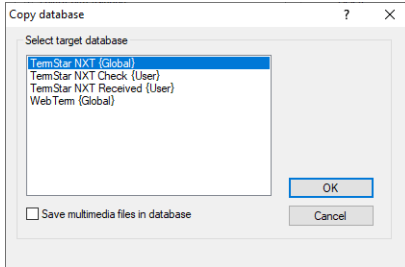 Copy database
?
Select target database
TermStar NXT {Global}
TermStar NXT Check {User}
TermStar NXT Received {User}
WebTerm {Global}
OK
Save multimedia files in database
Cancel